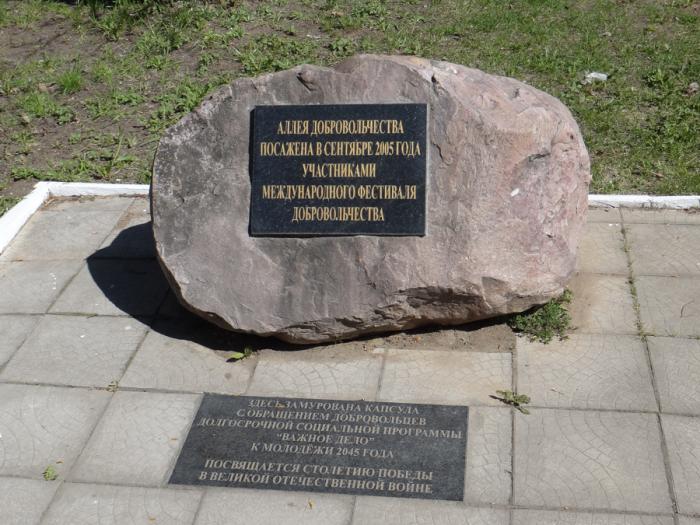 АЛЛЕЯ ДОБРОВОЛЬЧЕСТВА
ПОСАЖЕНА В СЕНТЯБРЕ 2005 ГОДА
УЧАСТНИКАМИ
МЕЖДУНАРОДНОГО ФЕСТИВАЛЯ
ДОБРОВОЛЬЧЕСТВА
ЗДЕСЬ ЗАМУРОВАНА КАПСУЛА
С ОБРАЩЕНИЕМ ДОБРОВОЛЬЦЕВ
ДОЛГОСРОЧНОЙ СОЦИАЛЬНОЙ ПРОГРАММЫ
"ВАЖНОЕ ДЕЛО"
К МОЛОДЁЖИ 2045 ГОДА
ПОСВЯЩАЕТСЯ СТОЛЕТИЮ ПОБЕДЫ
В ВЕЛИКОЙ ОТЕЧЕСТВЕННОЙ ВОЙНЕ